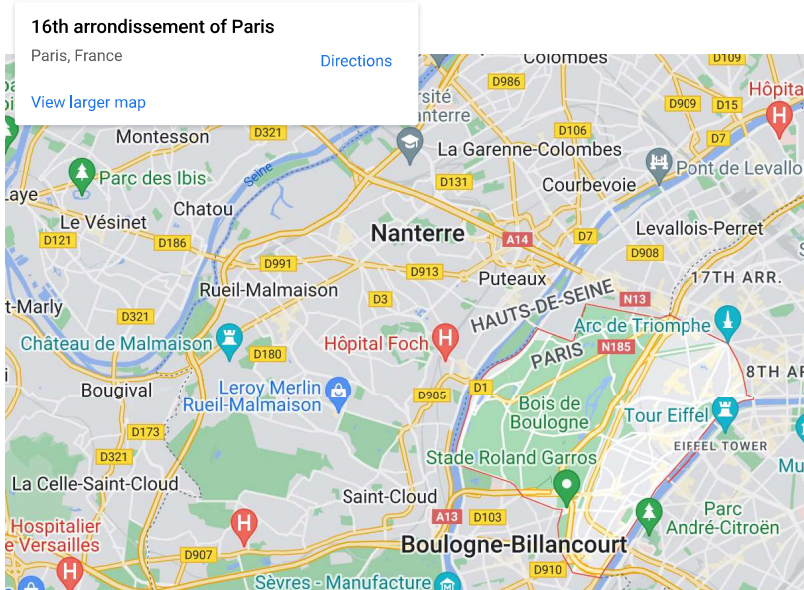 16th arrondissement of Paris
Paris, France
Directions
View larger map
Colombes
D109
D986
Hôpita
D909
D15
D321
Montesson
D106
D7
La Garenne-Colombes
Parc des Ibis
Seine
D131
Courbevoie
Pont de Levallo
Le Vésinet
Chatou
Nanterre
A14
D7
Levallois-Perret
D121
D186
D908
D991
D913
Puteaux
17TH ARR.
Rueil-Malmaison
D3
HAUTS-DE-SEINE
N13
t-Marly
D321
Arc de Triomphe
Château de Malmaison
D180
Hôpital Foch
PARIS
N185
8TH AR
Bougival
Leroy Merlin
Rueil-Malmaison
D905
D1
Bois de
Boulogne
Tour Eiffel
D173
EIFFEL TOWER
D321
Stade Roland Garros
Mu
La Celle-Saint-Cloud
Saint-Cloud
Parc
André-Citroën
Hospitalier
e Versailles
A13
D103
D907
Boulogne-Billancourt
D910
Sèvres - Manufacture